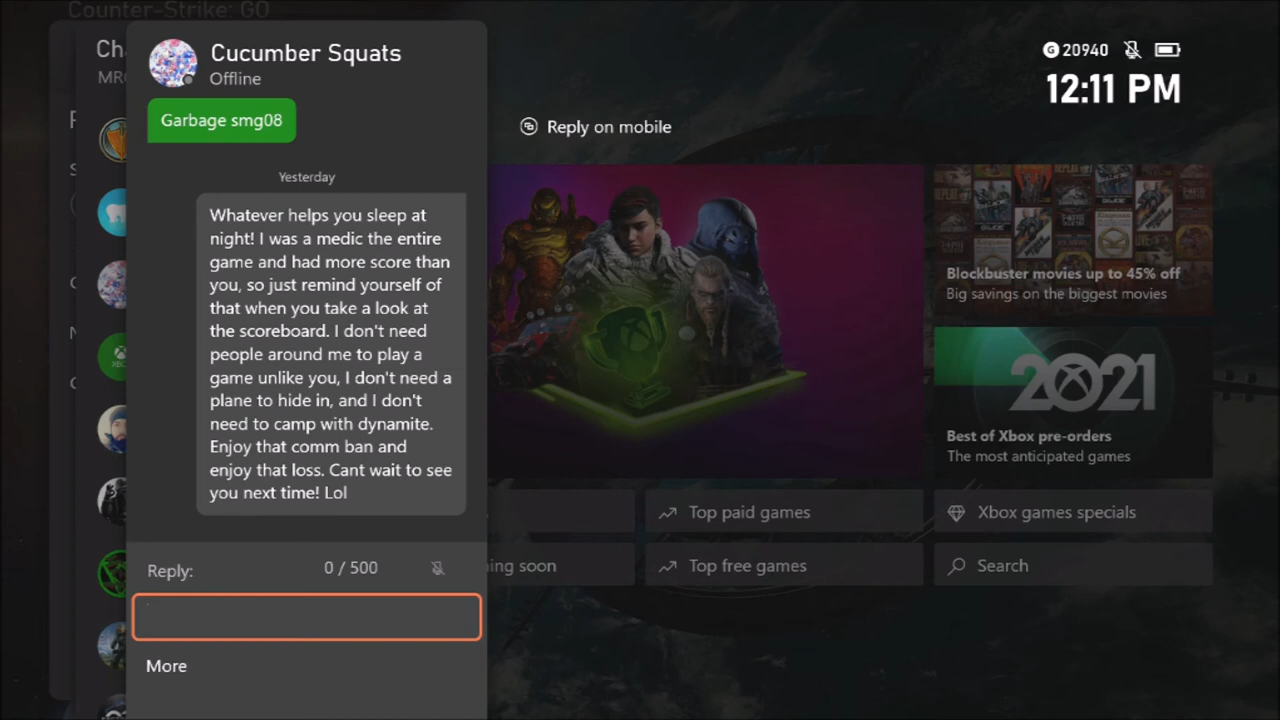 Counter-Strike: GO
Ch
MRC
Cucumber Squats
Offline
G 20940
12:11 PM
Garbage smg08
Reply on mobile
Yesterday
Whatever helps you sleep at
night! I was a medic the entire
game and had more score than
you, so just remind yourself of
that when you take a look at
the scoreboard. I don't need
people around me to play a
game unlike you, I don't need a
plane to hide in, and I don't
need to camp with dynamite.
Enjoy that comm ban and
enjoy that loss. Cant wait to see
you next time! Lol
Blockbuster movies up to 45% off
Big savings on the biggest movies
2021
Best of Xbox pre-orders
The most anticipated games
Top paid games
Xbox games specials
ing soon
Top free games
Search
Reply:
0 / 500
More